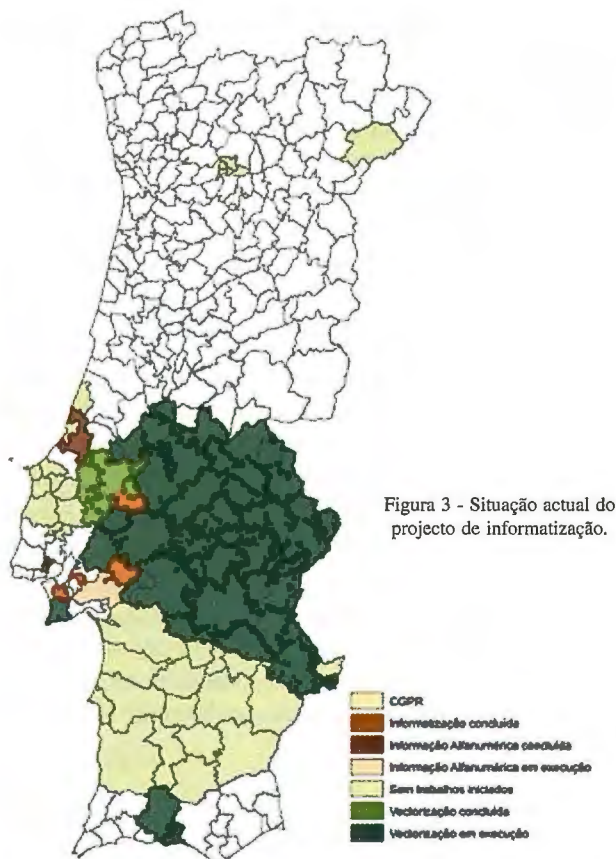 Figura 3 - Situação actual do
projecto de informatização.
CGPR
Informatização concluída
Informação Alfanumérica concluída
Informação Alfanumérica em execução
Sem trabalhos iniciados
Vectorização concluída
Vectorização em execução